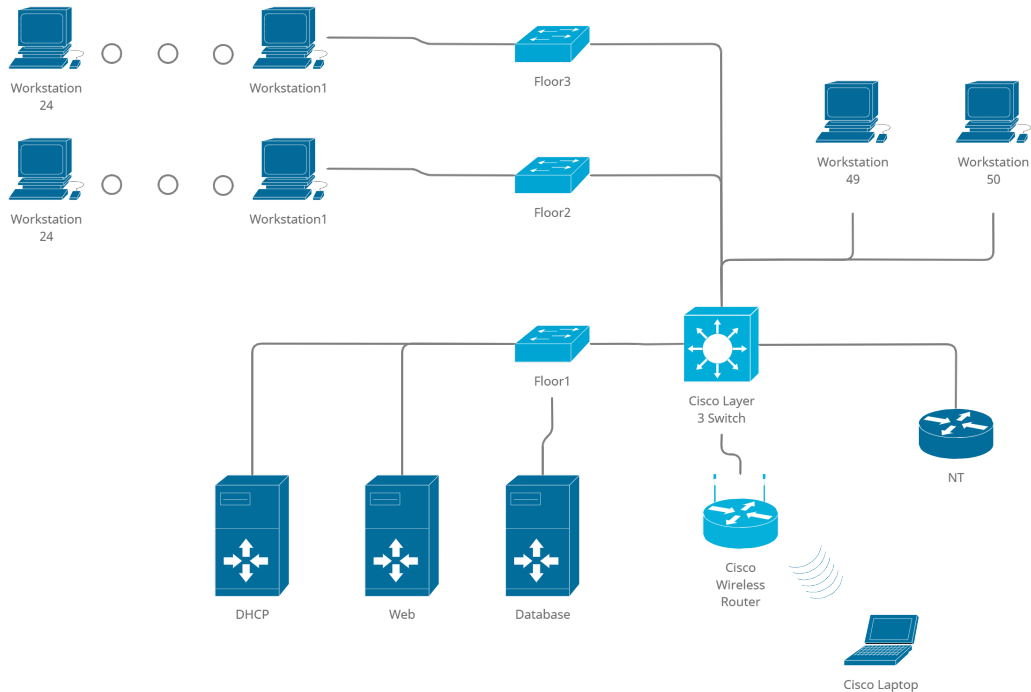 Workstation
24
Workstation1
Floor3
Workstation
49
Workstation
50
Workstation
24
Workstation1
Floor2
Floor1
Cisco Layer
3 Switch
NT
Cisco
Wireless
Router
DHCP
Web
Database
Cisco Laptop